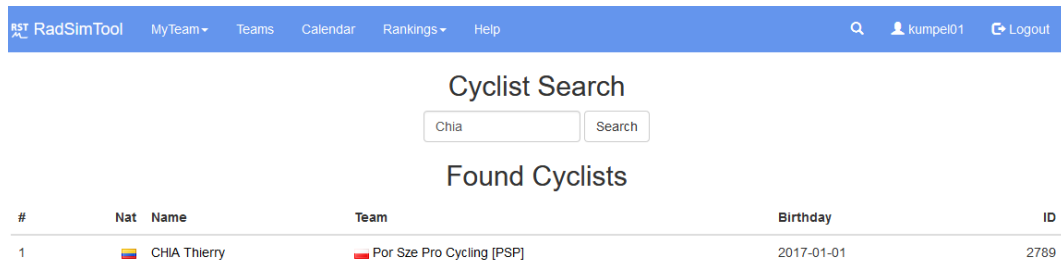 RST RadSimTool MyTeam Teams Calendar Rankings Help kumpel01 Logout
Cyclist Search
Chia Search
Found Cyclists
# Nat Name Team Birthday ID
1 CHIA Thierry Por Sze Pro Cycling [PSP] 2017-01-01 2789